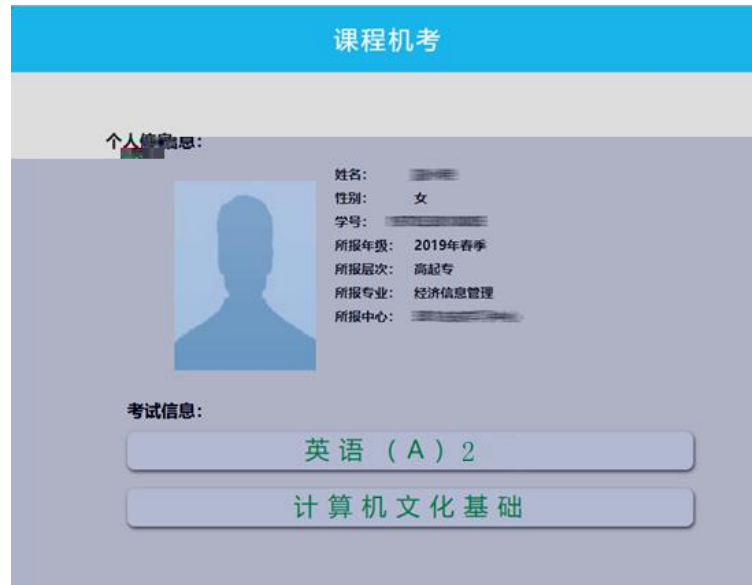 课程机考
个人信息：
姓名：
性别： 女
学号：
所报年级： 2019年春季
所报层次： 高起专
所报专业： 经济信息管理
所报中心：
考试信息：
英语（A）2
计算机文化基础